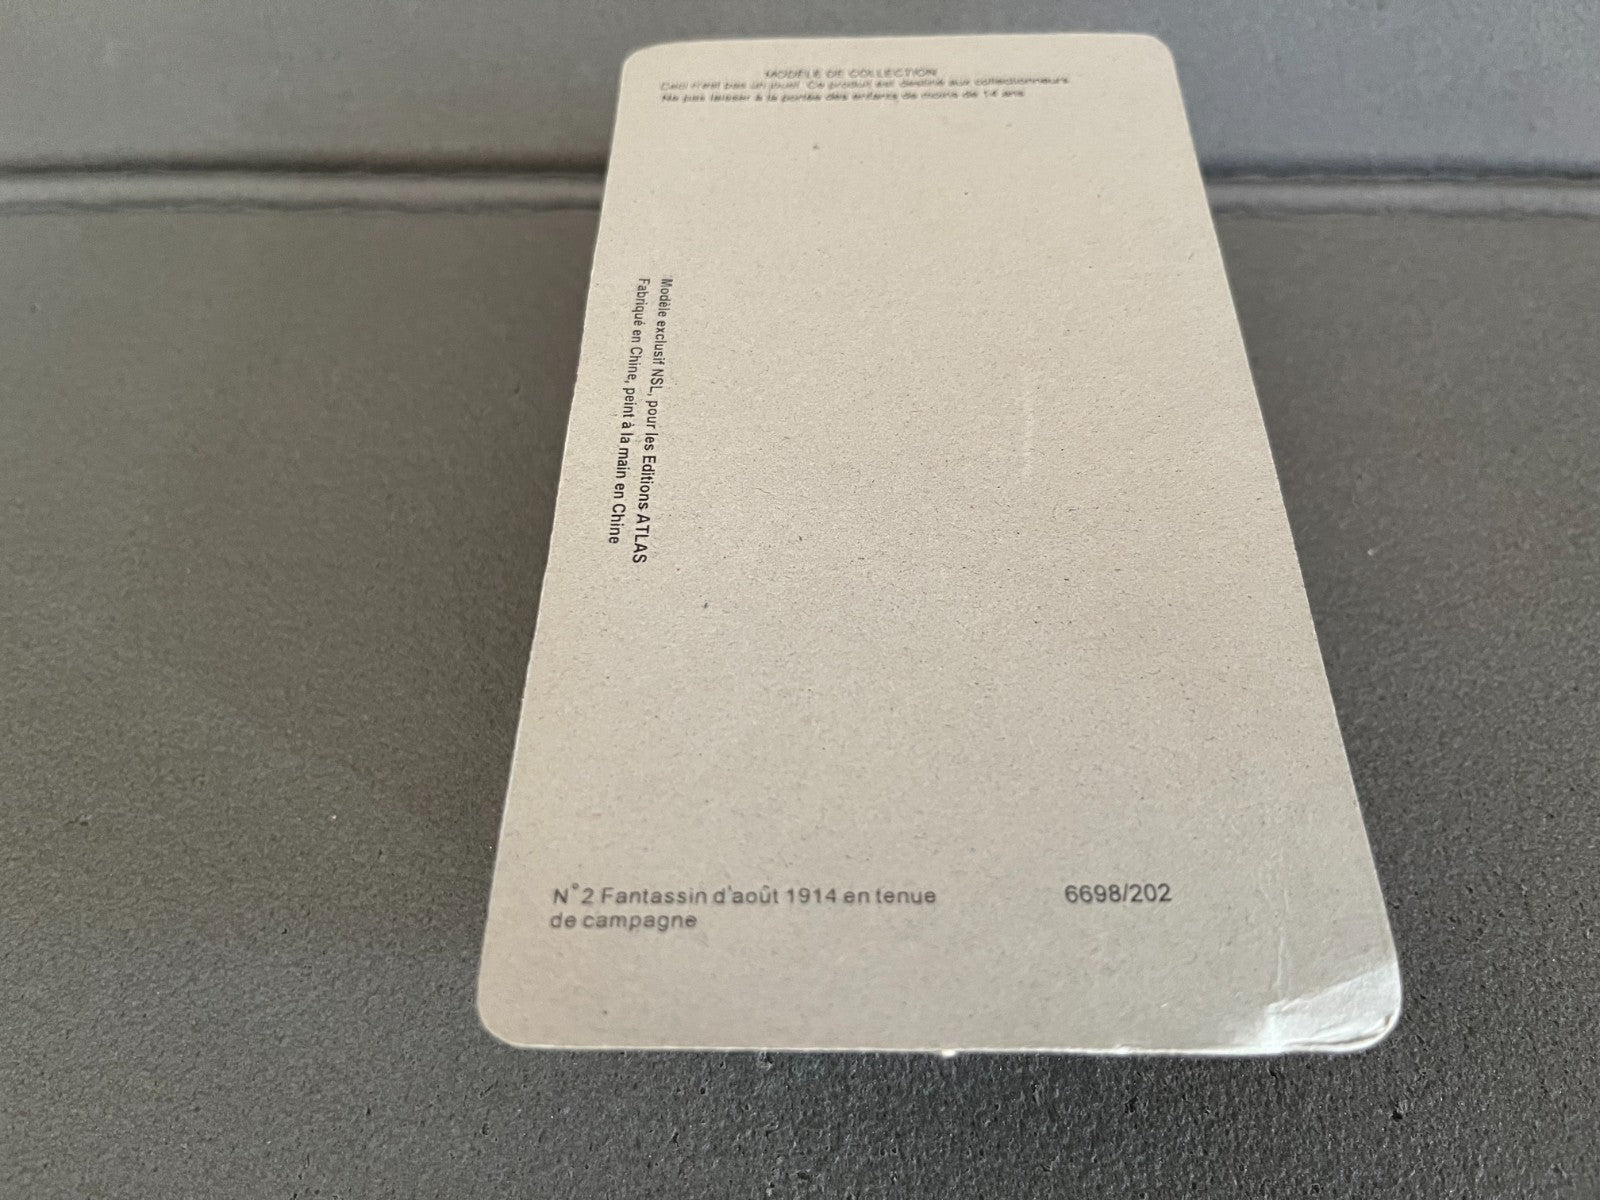 MODÈLE DE COLLECTION
Ceci n'est pas un jouet. Ce produit est destiné aux collectionneurs
Ne pas laisser à la portée des enfants de moins de 14 ans
Modèle exclusif NSL, pour les Editions ATLAS
Fabriqué en Chine, peint à la main en Chine
N°2 Fantassin d'août 1914 en tenue
de campagne
6698/202